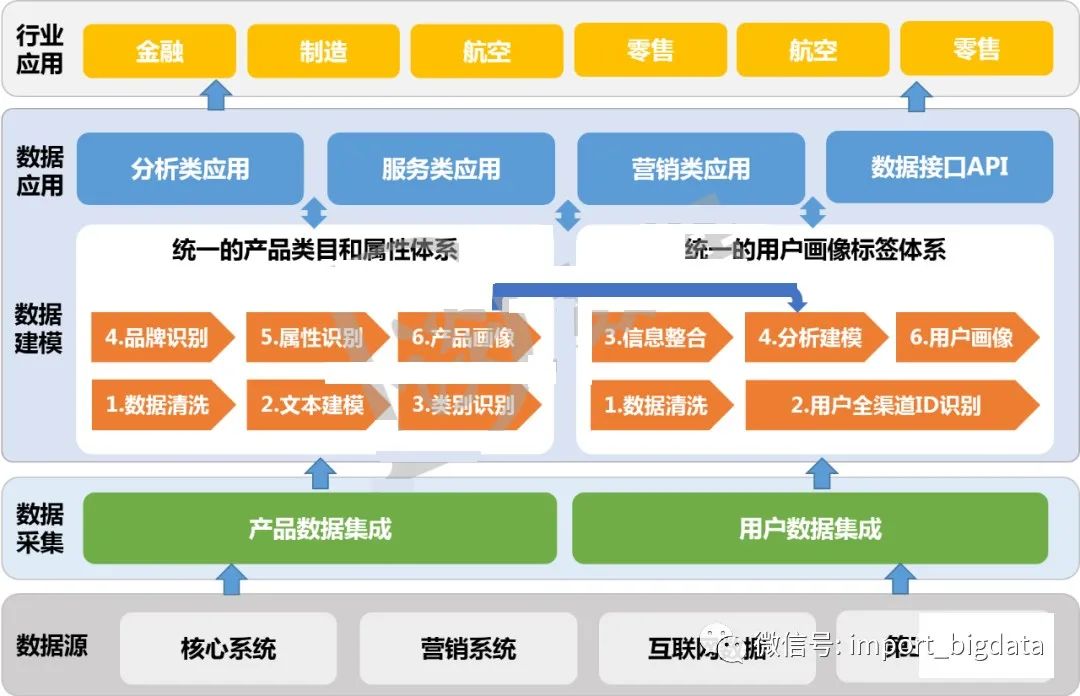 行业
应用
金融
制造
航空
零售
航空
零售
数据
应用
分析类应用
服务类应用
营销类应用
数据接口API
数据
建模
统一的产品类目和属性体系
4.品牌识别
5.属性识别
6.产品画像
1.数据清洗
2.文本建模
3.类别识别
统一的用户画像标签体系
3.信息整合
4.分析建模
6.用户画像
1.数据清洗
2.用户全渠道ID识别
数据
采集
产品数据集成
用户数据集成
数据源
核心系统
营销系统
互联网 据
第
微信号: import_bigdata